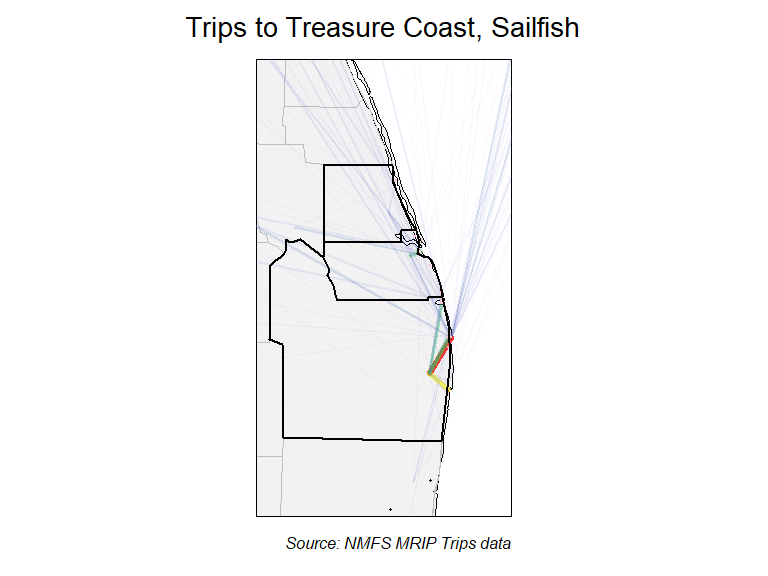 Trips to Treasure Coast, Sailfish
Source: NMFS MRIP Trips data